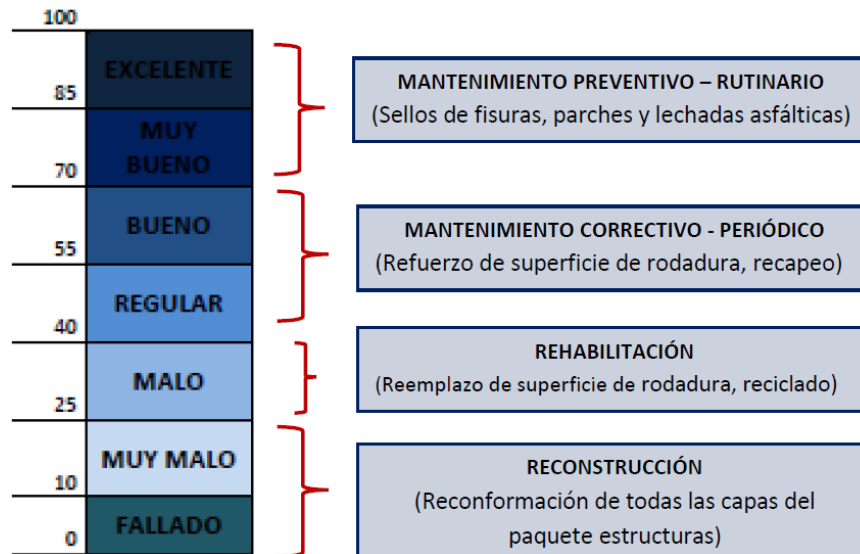 100
EXCELENTE
85
MUY
BUENO
70
BUENO
55
REGULAR
40
MALO
25
MUY MALO
10
FALLADO
0
MANTENIMIENTO PREVENTIVO – RUTINARIO
(Sellos de fisuras, parches y lechadas asfálticas)
MANTENIMIENTO CORRECTIVO - PERIÓDICO
(Refuerzo de superficie de rodadura, recapeo)
REHABILITACIÓN
(Reemplazo de superficie de rodadura, reciclado)
RECONSTRUCCIÓN
(Reconformación de todas las capas del
paquete estructuras)